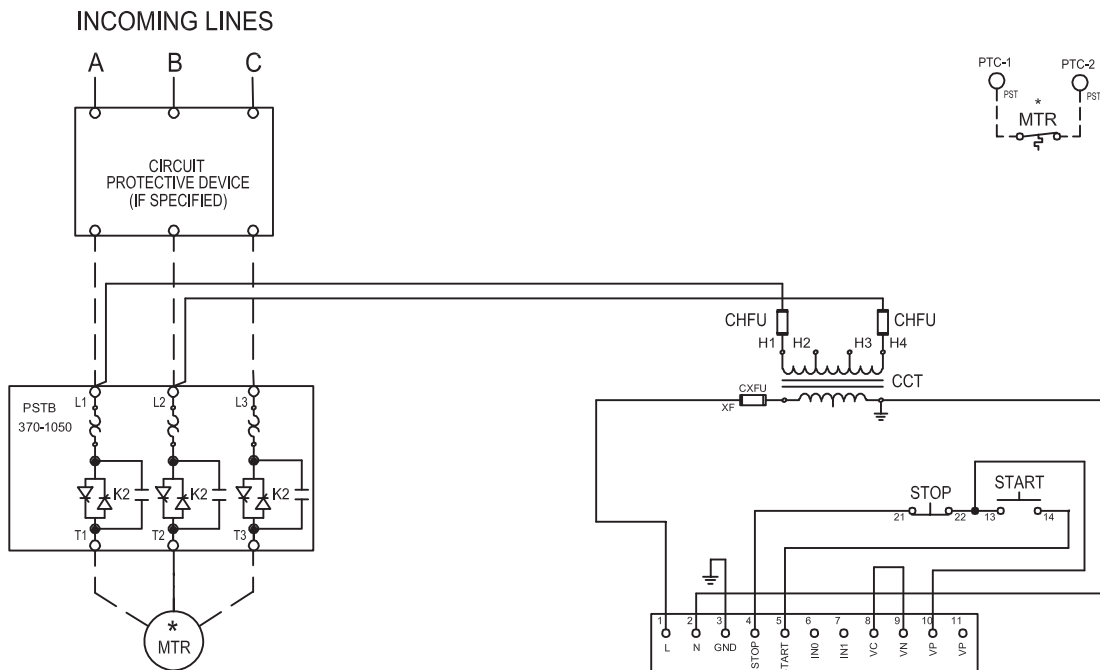 INCOMING LINES
A B C
PTC-1 PTC-2
PST PST
*
MTR
CIRCUIT
PROTECTIVE DEVICE
(IF SPECIFIED)
CHFU CHFU
H1 H2 H3 H4
CCT
CXFU
XF
PSTB
370-1050
L1 L2 L3
K2 K2 K2
T1 T2 T3
*
MTR
STOP START
21 22 13 14
1 2 3 4 5 6 7 8 9 10 11
L N GND STOP START IN0 IN1 VC VN VP VP